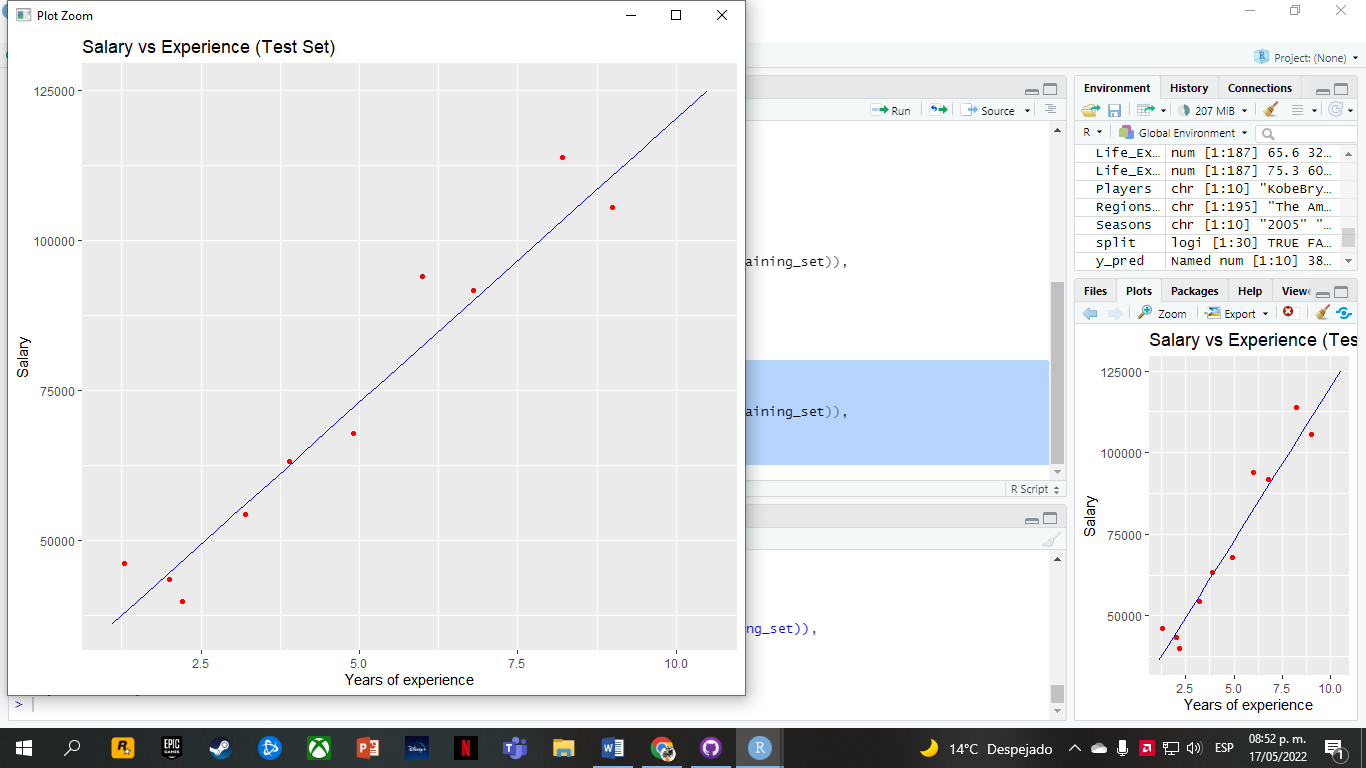 Plot Zoom
Salary vs Experience (Test Set)
125000
100000
75000
50000
Salary
2.5
5.0
7.5
10.0
Years of experience
Project: (None)
Run
Source
aining_set)),
aining_set)),
R Script
ng_set)),
>
Environment
History
Connections
207 MiB
R
Global Environment
Life_Ex… num [1:187] 65.6 32…
Life_Ex… num [1:187] 75.3 60…
Players chr [1:10] "KobeBry…
Regions… chr [1:195] "The Am…
Seasons chr [1:10] "2005" "…
split logi [1:30] TRUE FA…
y_pred Named num [1:10] 38…
Files
Plots
Packages
Help
Viewe
Zoom
Export
Salary vs Experience (Tes
125000
100000
75000
50000
Salary
2.5
5.0
7.5
10.0
Years of experience
R
EPIC
GAMES
Disney+
N
W
R
14°C Despejado
ESP
08:52 p. m.
17/05/2022
1